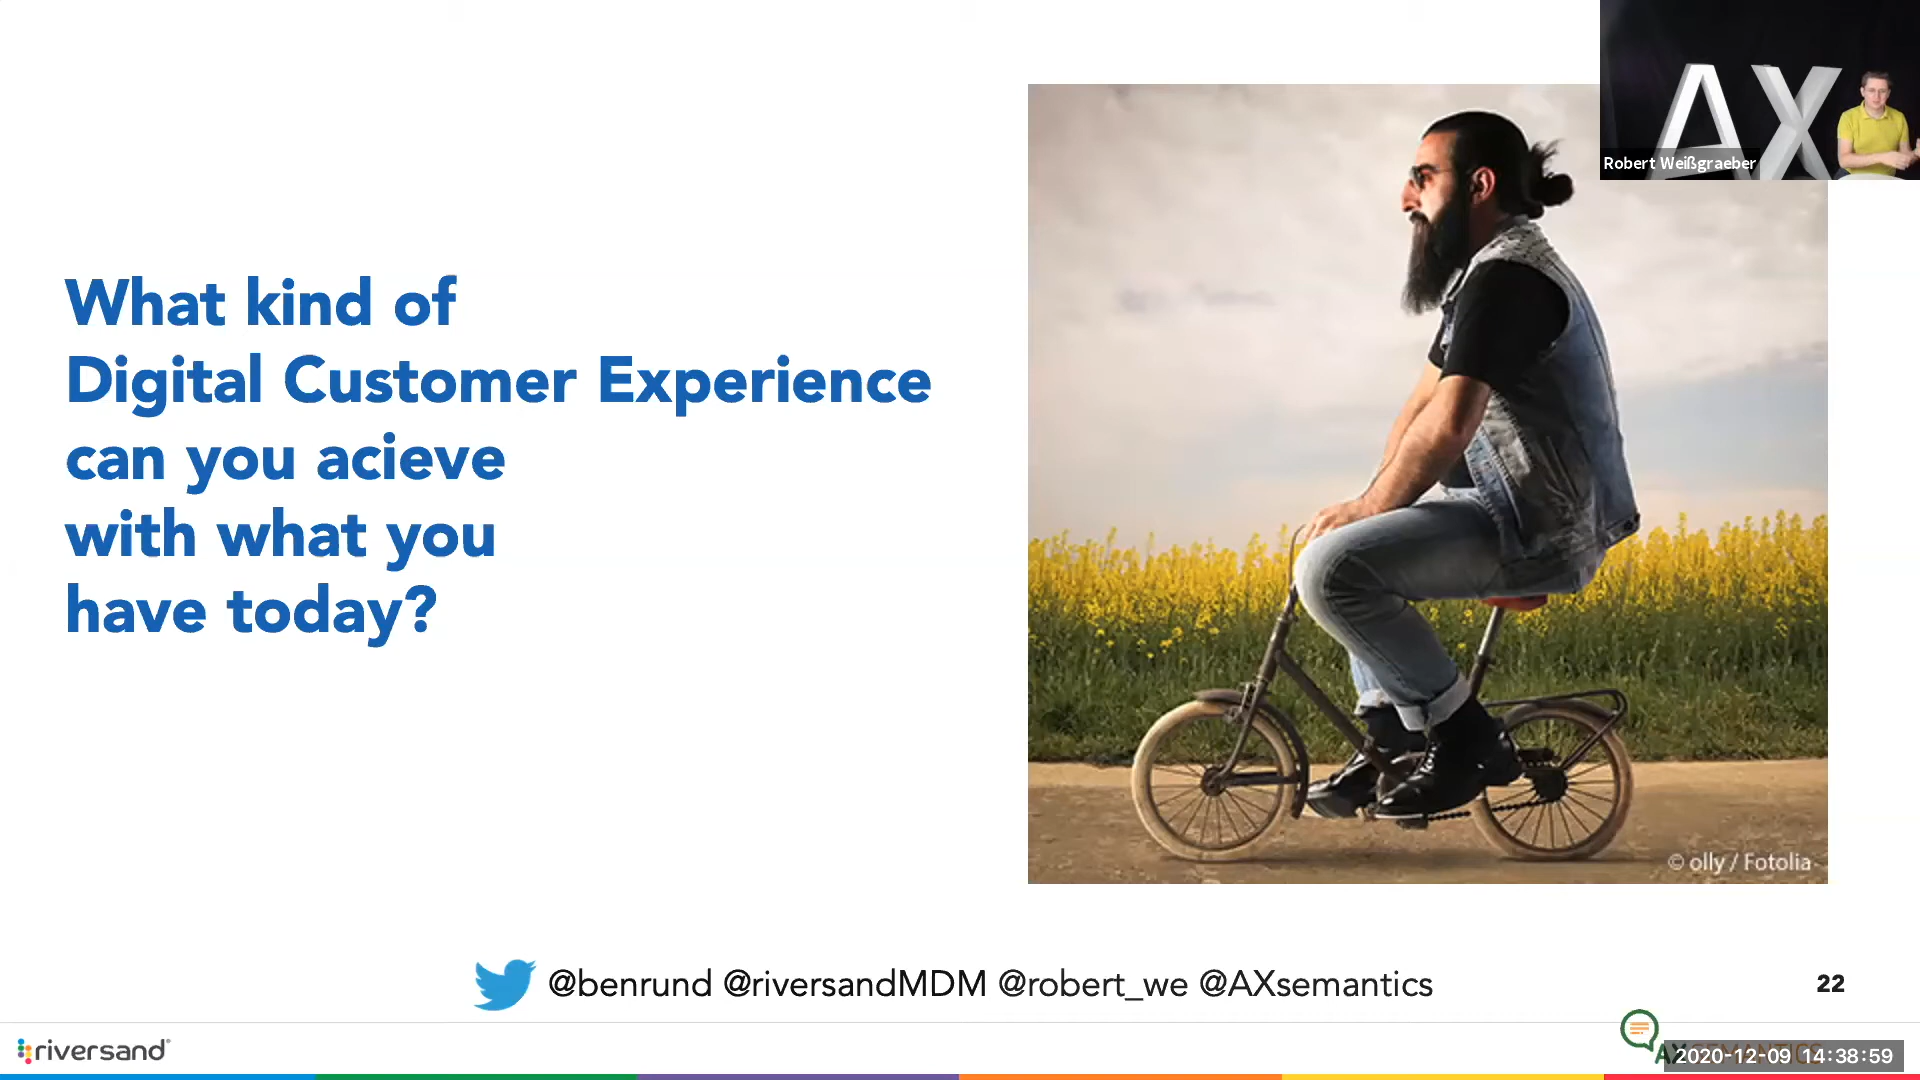 AX
Robert Weißgraeber
What kind of
Digital Customer Experience
can you acieve
with what you
have today?
© olly / Fotolia
@benrund @riversandMDM @robert_we @AXsemantics
22
riversand
2020-12-09 14:38:59